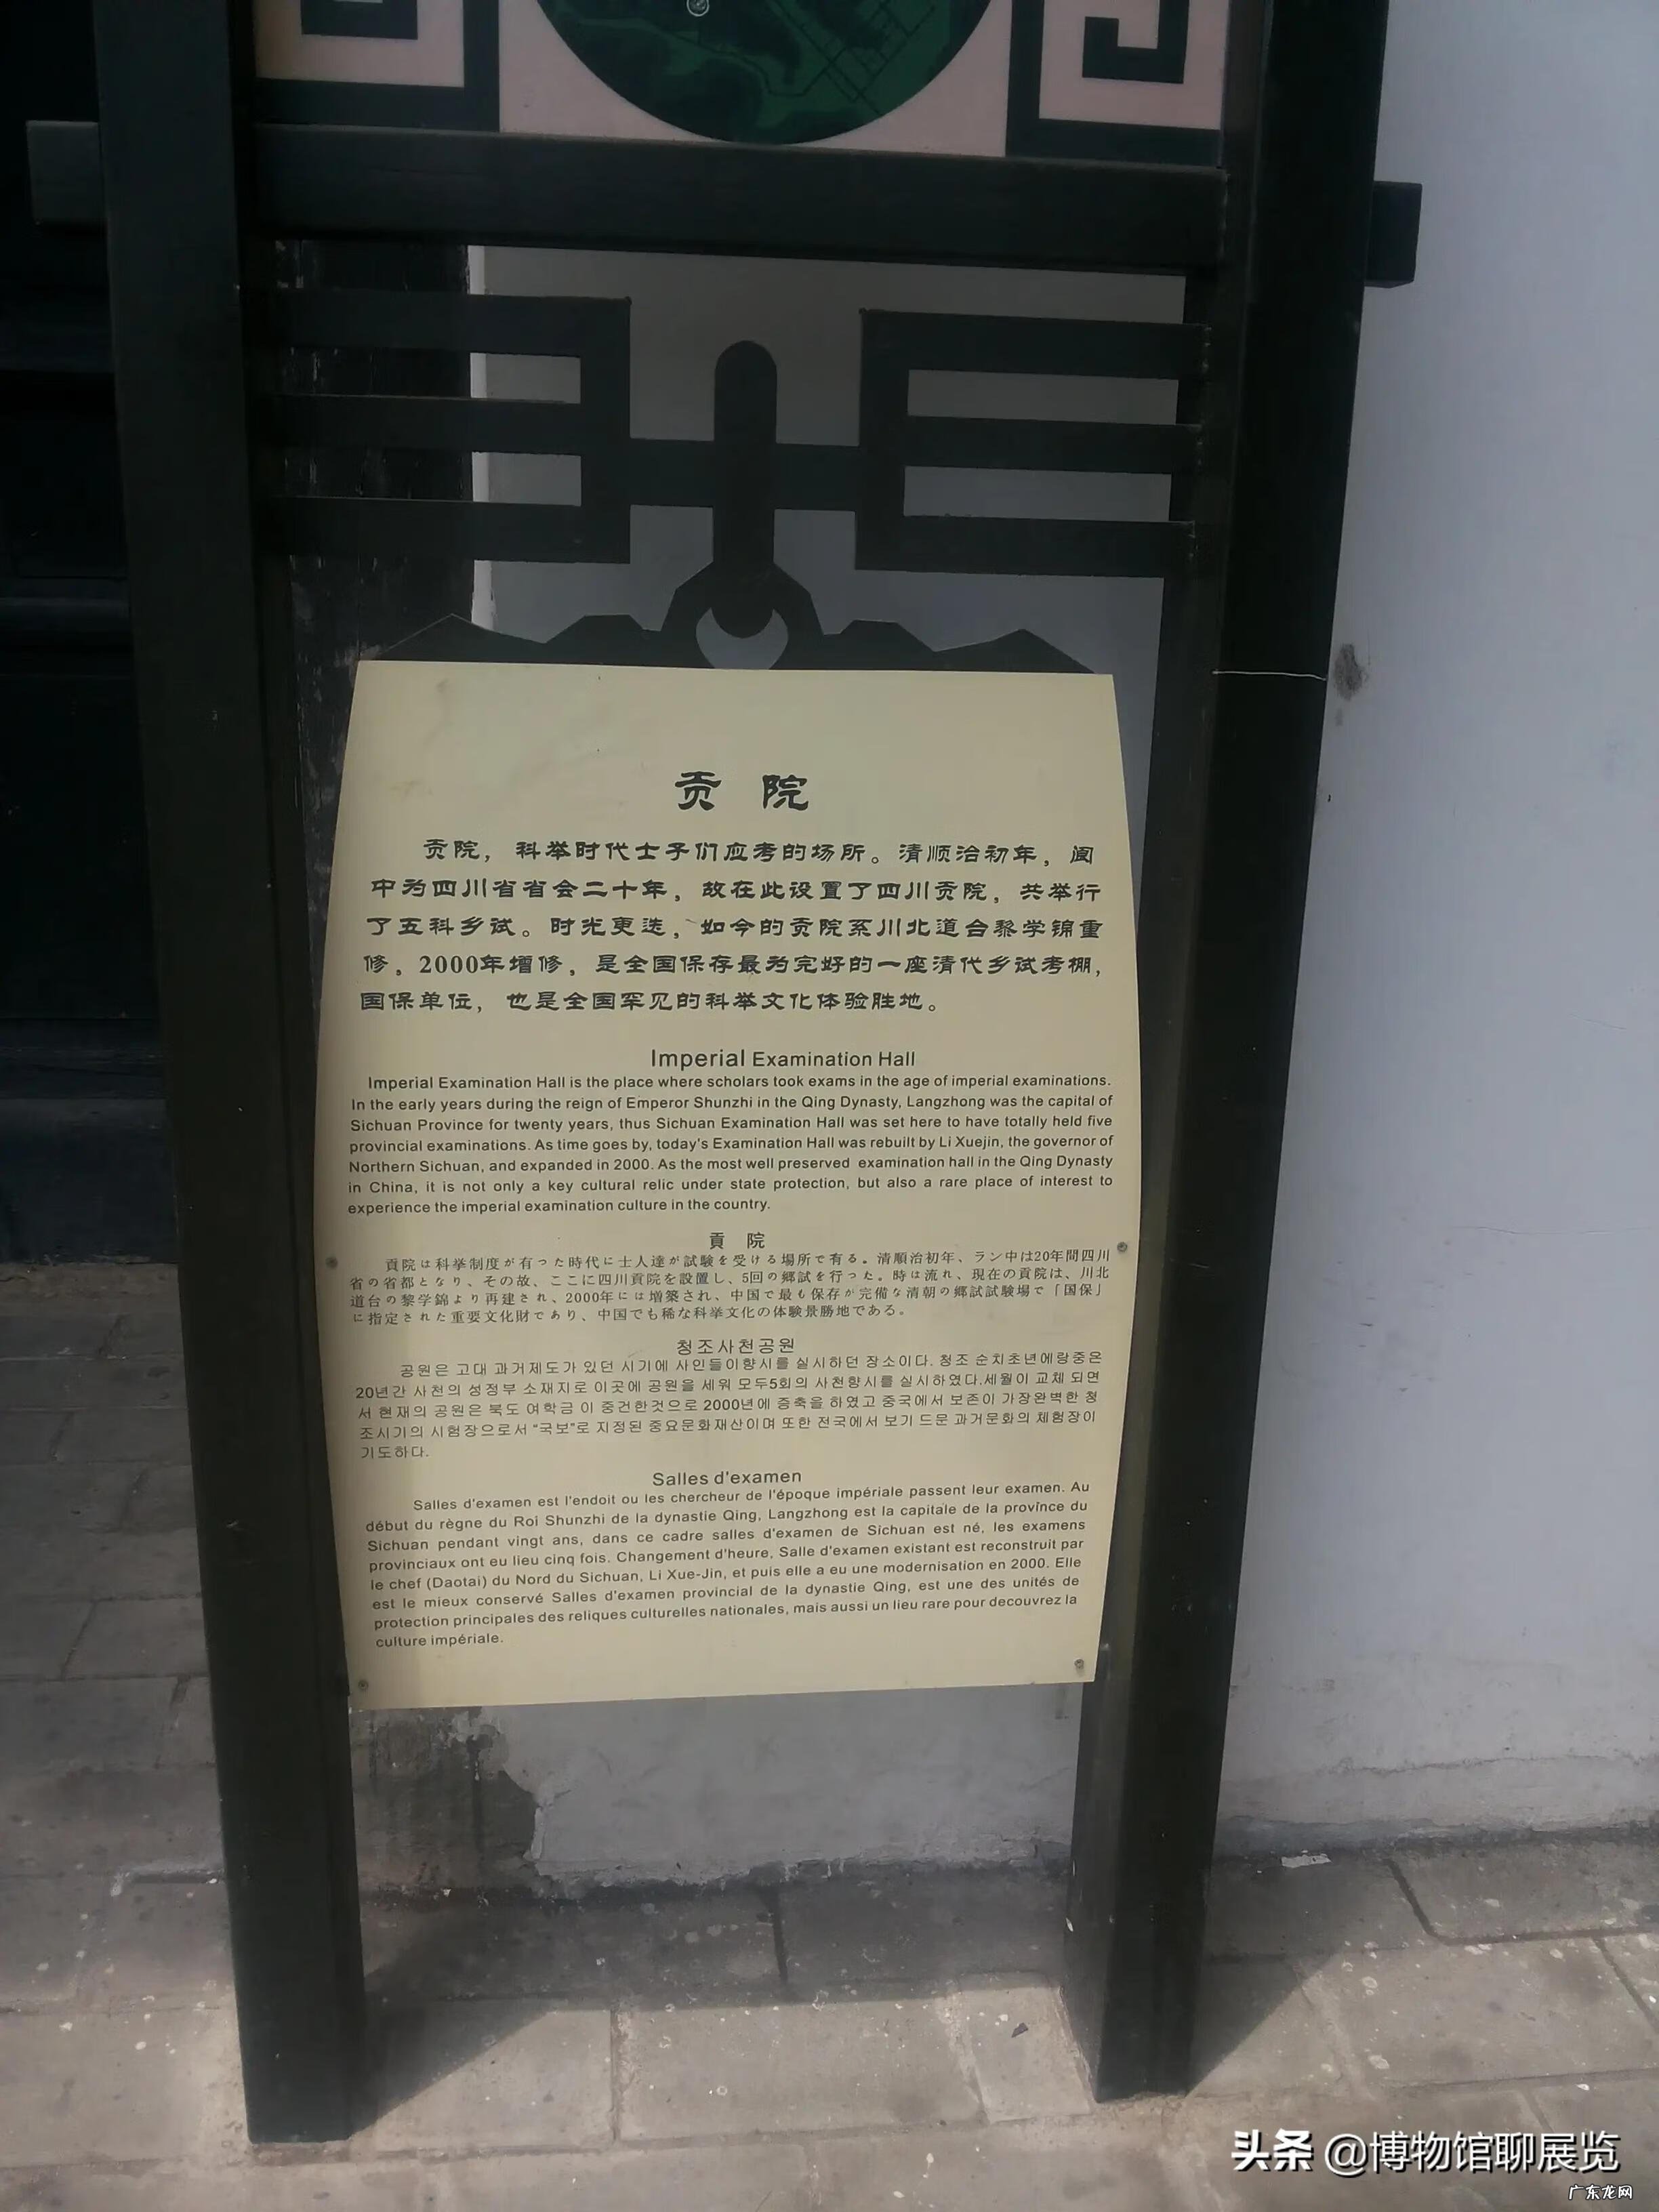 贡 院
贡院，科举时代士子们应考的场所。清顺治初年，阆
中为四川省省会二十年，故在此设置了四川贡院，共举行
了五科乡试。时光更迭，如今的贡院系川北道台黎学锦重
修。2000年增修，是全国保存最为完好的一座清代乡试考棚，
国保单位，也是全国罕见的科举文化体验胜地。
Imperial Examination Hall
Imperial Examination Hall is the place where scholars took exams in the age of imperial examinations.
In the early years during the reign of Emperor Shunzhi in the Qing Dynasty, Langzhong was the capital of
Sichuan Province for twenty years, thus Sichuan Examination Hall was set here to have totally held five
provincial examinations. As time goes by, today's Examination Hall was rebuilt by Li Xuejin, the governor of
Northern Sichuan, and expanded in 2000. As the most well preserved examination hall in the Qing Dynasty
in China, it is not only a key cultural relic under state protection, but also a rare place of interest to
experience the imperial examination culture in the country.
貢 院
貢院は科挙制度が有った時代に士人達が試験を受ける場所で有る。清順治初年、ラン中は20年間四川
省の省都となり、その故、ここに四川貢院を設置し、5回の郷試を行った。時は流れ、現在の貢院は、川北
道台の黎学錦より再建され、2000年には増築され、中国で最も保存が完備な清朝の郷試試験場で「国保」
に指定された重要文化財であり、中国でも稀な科挙文化の体験景勝地である。
청조사천공원
공원은 고대 과거제도가 있던 시기에 사인들이향시를 실시하던 장소이다. 청조 순치초년에랑중은
20년간 사천의 성정부 소재지로 이곳에 공원을 세워 모두5회의 사천향시를 실시하였다.세월이 교체 되면
서 현재의 공원은 북도 여학금 이 중건한것으로 2000년에 증축을 하였고 중국에서 보존이 가장완벽한 청
조시기의 시험장으로서 “국보”로 지정된 중요문화재산이며 또한 전국에서 보기 드문 과거문화의 체험장이
기도하다.
Salles d'examen
Salles d'examen est l'endoit ou les chercheur de l'époque impériale passent leur examen. Au
début du règne du Roi Shunzhi de la dynastie Qing, Langzhong est la capitale de la province du
Sichuan pendant vingt ans, dans ce cadre salles d'examen de Sichuan est né, les examens
provinciaux ont eu lieu cinq fois. Changement d'heure, Salle d'examen existant est reconstruit par
le chef (Daotai) du Nord du Sichuan, Li Xue-Jin, et puis elle a eu une modernisation en 2000. Elle
est le mieux conservé Salles d'examen provincial de la dynastie Qing, est une des unités de
protection principales des reliques culturelles nationales, mais aussi un lieu rare pour decouvrez la
culture impériale.
头条 @博物馆聊展览
广东龙网